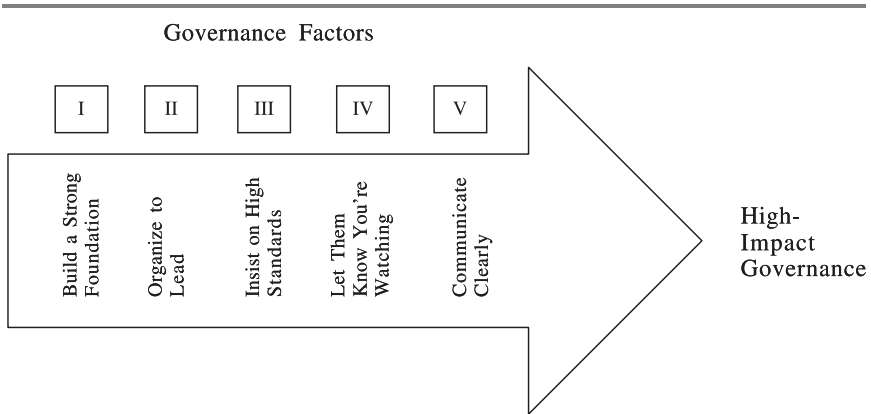 Governance Factors
I
II
III
IV
V
Build a Strong
Foundation
Organize to
Lead
Insist on High
Standards
Let Them
Know You're
Watching
Communicate
Clearly
High-
Impact
Governance